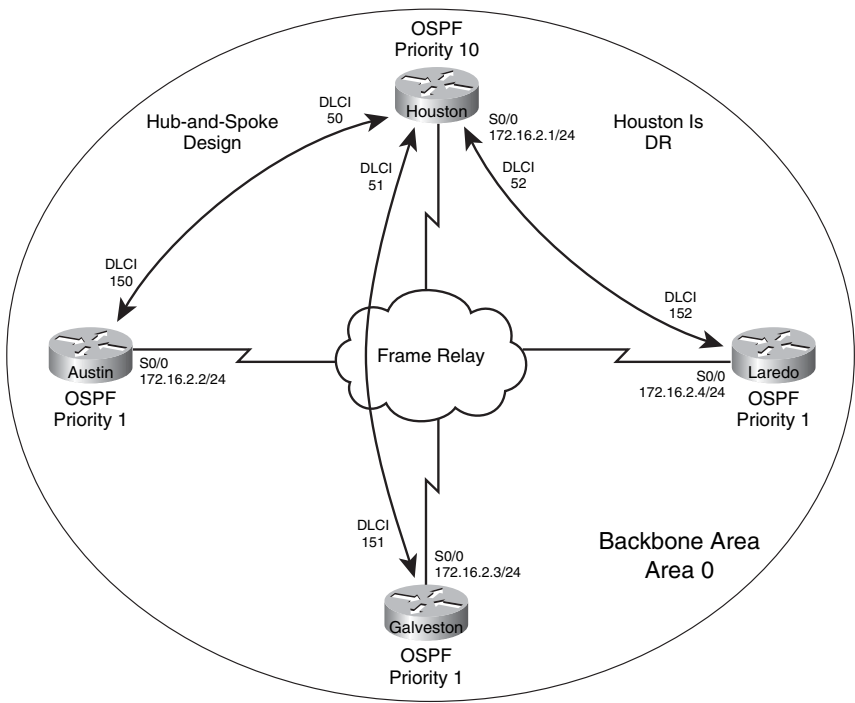 OSPF
Priority 10
Houston
Hub-and-Spoke
Design
DLCI
50
S0/0
172.16.2.1/24
Houston Is
DR
DLCI
51
DLCI
52
DLCI
150
DLCI
152
Frame Relay
Austin
S0/0
172.16.2.2/24
OSPF
Priority 1
Laredo
S0/0
172.16.2.4/24
OSPF
Priority 1
DLCI
151
S0/0
172.16.2.3/24
Backbone Area
Area 0
Galveston
OSPF
Priority 1